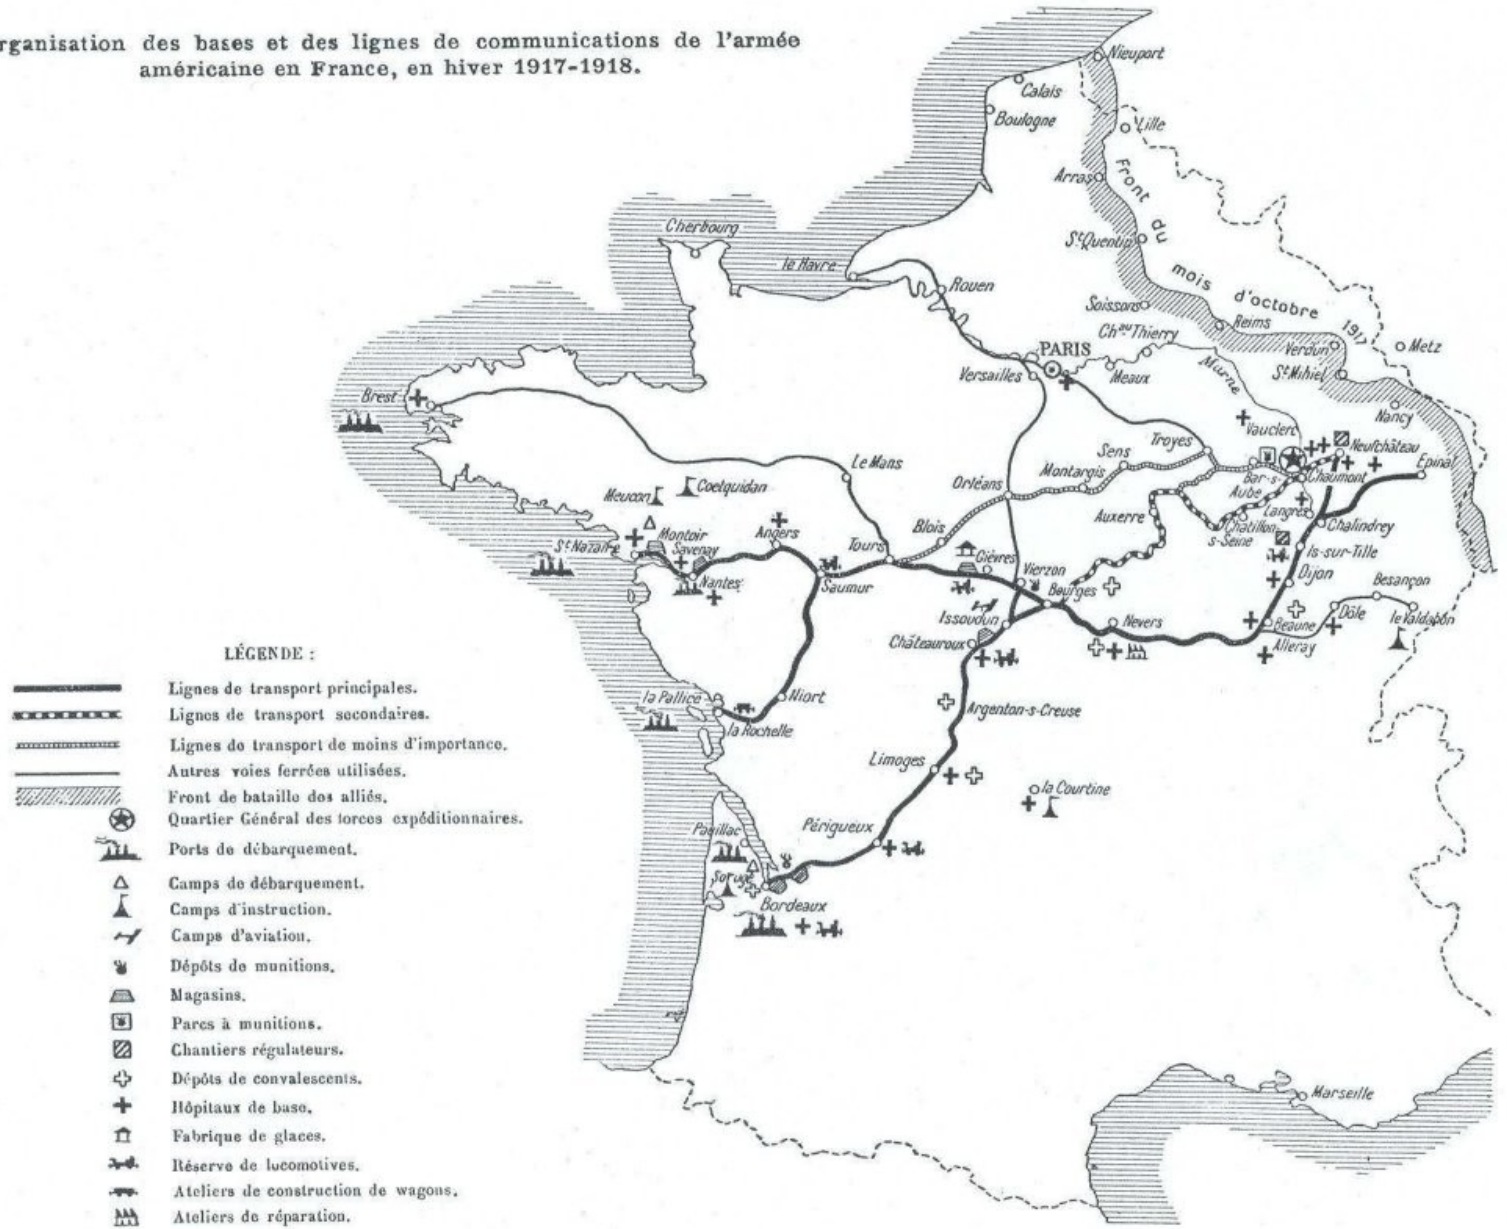 rganisation des bases et des lignes de communications de l'armée
américaine en France, en hiver 1917-1918.
Nieuport
Calais
Boulogne
Lille
Arras
Front du mois d'octobre 1917
St Quentin
Cherbourg
le Havre
Rouen
Soissons
Reims
Chau Thierry
Verdun
Metz
PARIS
Versailles
Meaux
Marne
St Mihiel
Nancy
Brest
Vauclerc
Troyes
Neufchâteau
Sens
Epinal
Le Mans
Montargis
Bar-s-Aube
Chaumont
Orléans
Meucon
Coetquidan
Auxerre
Langres
Chatillon-s-Seine
Chalindrey
Blois
Angers
Montoir
Savenay
St Nazaire
Tours
Gièvres
Is-sur-Tille
Nantes
Saumur
Vierzon
Bourges
Dijon
Besançon
Issoudun
Nevers
Beaune
Dôle
le Valdahon
Châteauroux
Alleray
LÉGENDE :
Lignes de transport principales.
Lignes de transport secondaires.
Lignes de transport de moins d'importance.
Autres voies ferrées utilisées.
Front de bataille des alliés.
Quartier Général des forces expéditionnaires.
Ports de débarquement.
Camps de débarquement.
Camps d'instruction.
Camps d'aviation.
Dépôts de munitions.
Magasins.
Parcs à munitions.
Chantiers régulateurs.
Dépôts de convalescents.
Hôpitaux de base.
Fabrique de glaces.
Réserve de locomotives.
Ateliers de construction de wagons.
Ateliers de réparation.
la Pallice
Niort
la Rochelle
Argenton-s-Creuse
Limoges
la Courtine
Périgueux
Pauillac
Bordeaux
Marseille